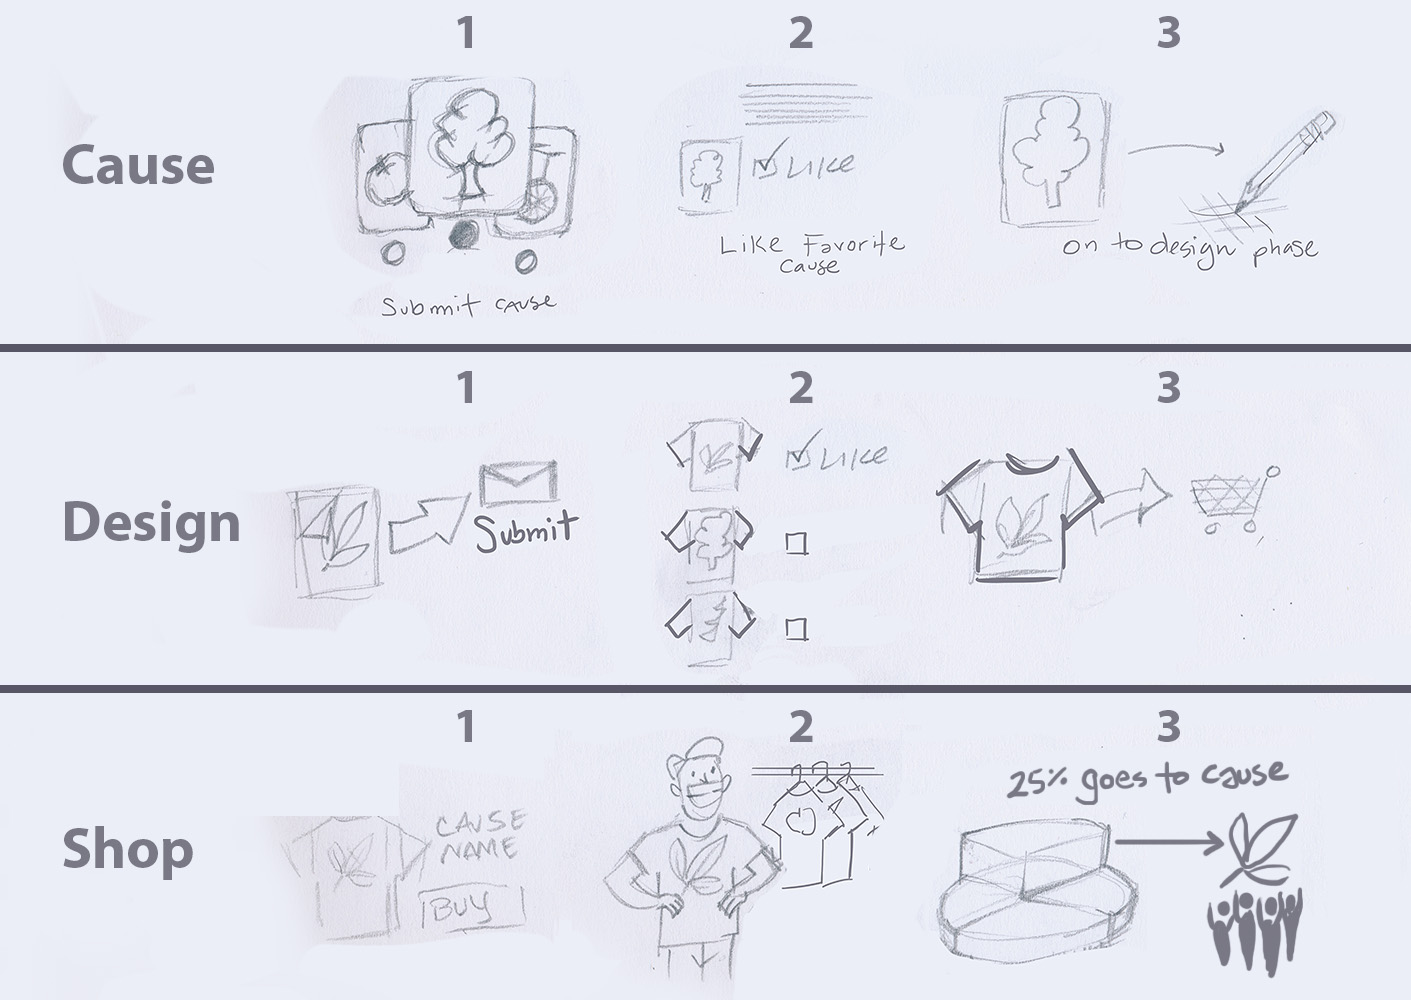 1
2
3
Cause
LIKE
Submit cause
Like Favorite
cause
on to design phase
1
2
3
Design
Submit
LIKE
1
2
3
Shop
CAUSE
NAME
BUY
25% goes to cause